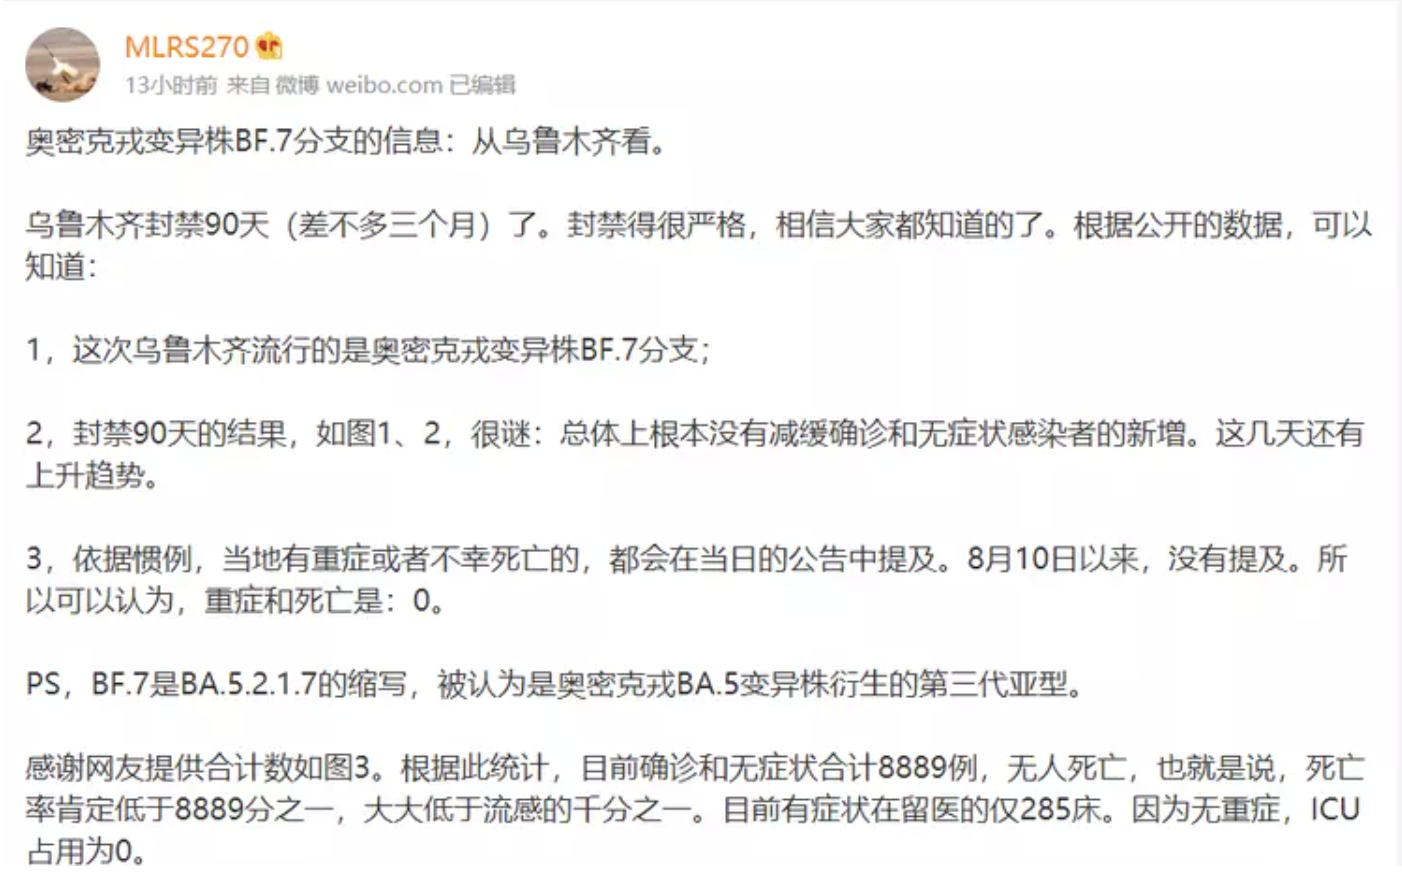 MLRS270
13小时前 来自 微博 weibo.com 已编辑
奥密克戎变异株BF.7分支的信息：从乌鲁木齐看。
乌鲁木齐封禁90天（差不多三个月）了。封禁得很严格，相信大家都知道的了。根据公开的数据，可以
知道：
1，这次乌鲁木齐流行的是奥密克戎变异株BF.7分支；
2，封禁90天的结果，如图1、2，很谜：总体上根本没有减缓确诊和无症状感染者的新增。这几天还有
上升趋势。
3，依据惯例，当地有重症或者不幸死亡的，都会在当日的公告中提及。8月10日以来，没有提及。所
以可以认为，重症和死亡是：0。
PS，BF.7是BA.5.2.1.7的缩写，被认为是奥密克戎BA.5变异株衍生的第三代亚型。
感谢网友提供合计数如图3。根据此统计，目前确诊和无症状合计8889例，无人死亡，也就是说，死亡
率肯定低于8889分之一，大大低于流感的千分之一。目前有症状在留医的仅285床。因为无重症，ICU
占用为0。